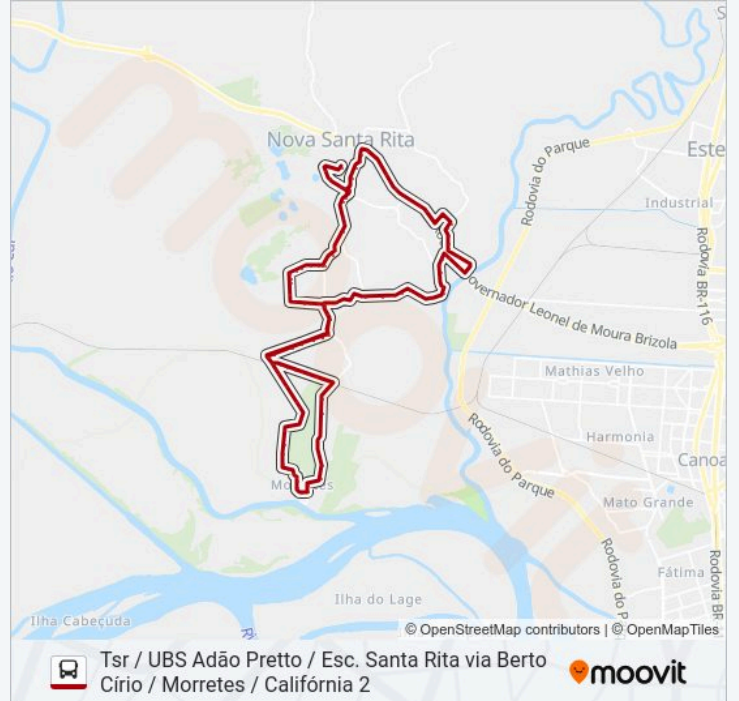 Nova Santa Rita
Rodovia do Parque
Este
Industrial
Rodovia BR-116
Governador Leonel de Moura Brizola
Mathias Velho
Harmonia
Canoa
Rodovia do Parque
Mato Grande
Fátima
Rodovia do P
Rodovia BR
Ilha do Lage
Ilha Cabeçuda
© OpenStreetMap contributors | © OpenMapTiles
Tsr / UBS Adão Pretto / Esc. Santa Rita via Berto
Círio / Morretes / Califórnia 2
moovit